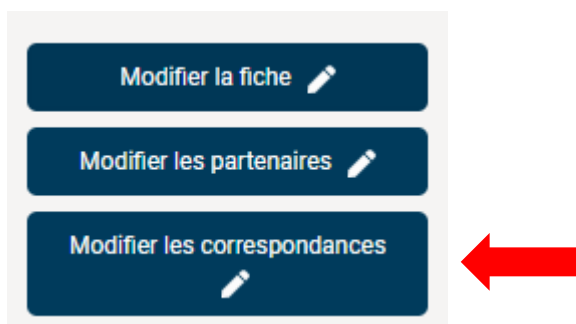 Modifier la fiche
Modifier les partenaires
Modifier les correspondances